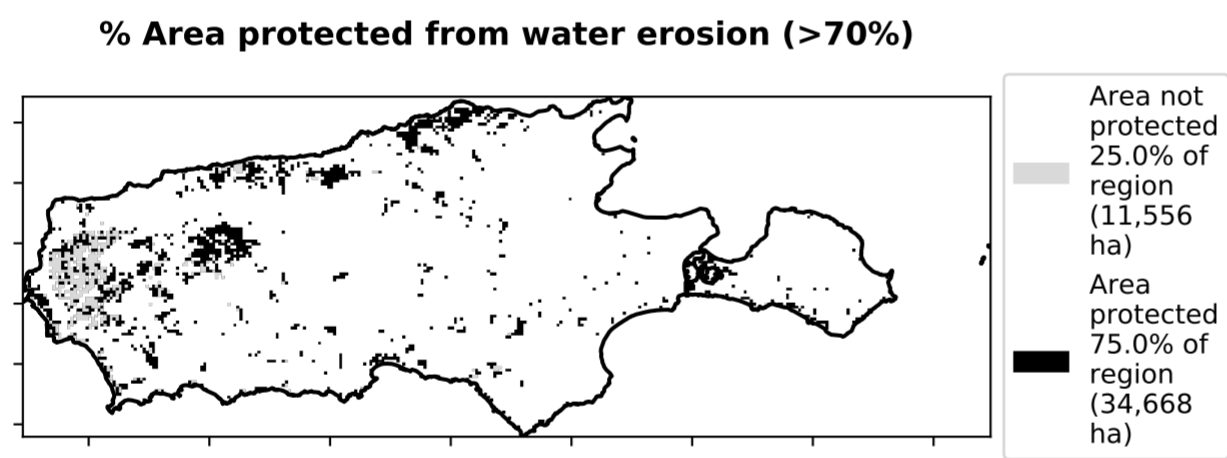 % Area protected from water erosion (>70%)
Area not
protected
25.0% of
region
(11,556
ha)
Area
protected
75.0% of
region
(34,668
ha)